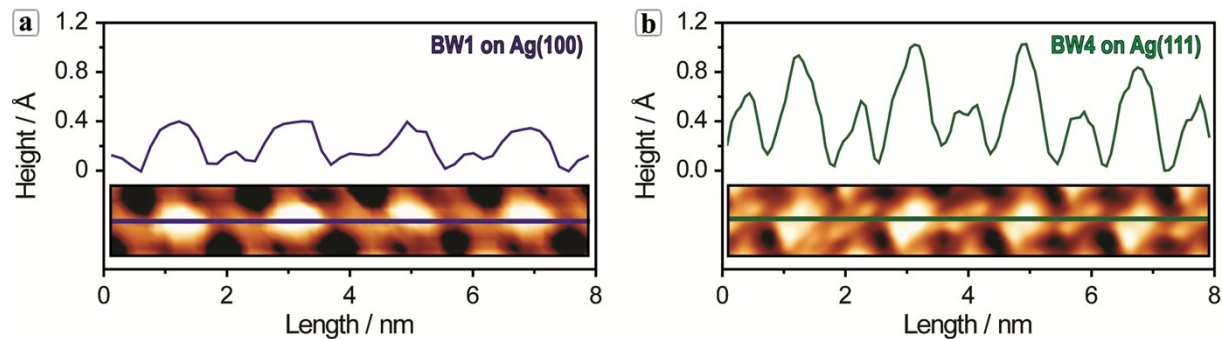 a
BW1 on Ag(100)
Height / Å
1.2
0.8
0.4
0
0 2 4 6 8
Length / nm
b
BW4 on Ag(111)
Height / Å
1.2
0.8
0.4
0
0 2 4 6 8
Length / nm